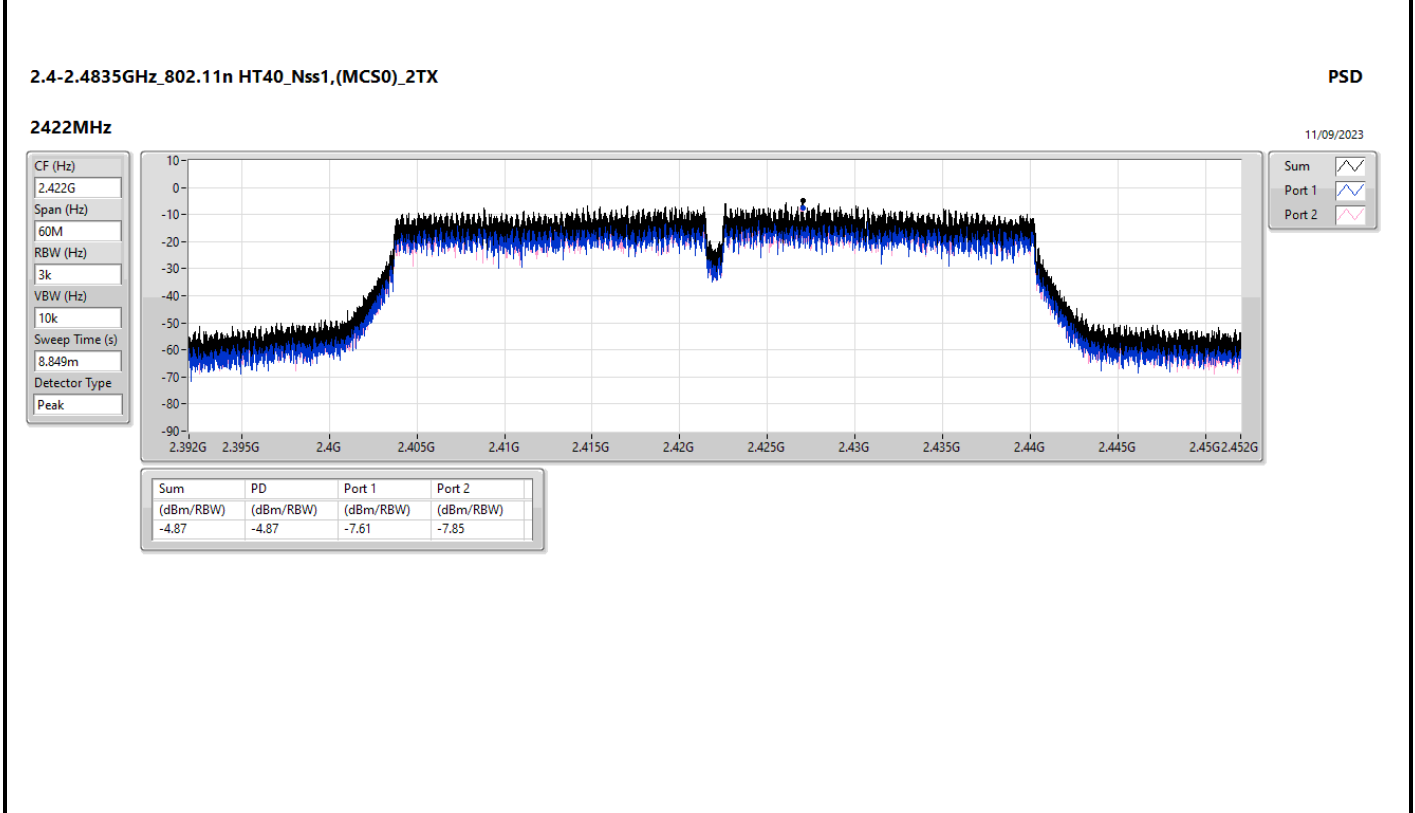 2.4-2.4835GHz_802.11n HT40_Nss1,(MCS0)_2TX
PSD
2422MHz
11/09/2023
CF (Hz)
2.422G
Span (Hz)
60M
RBW (Hz)
3k
VBW (Hz)
10k
Sweep Time (s)
8.849m
Detector Type
Peak
10
0
-10
-20
-30
-40
-50
-60
-70
-80
-90
2.392G 2.395G 2.4G 2.405G 2.41G 2.415G 2.42G 2.425G 2.43G 2.435G 2.44G 2.445G 2.45G 2.452G
Sum
Port 1
Port 2
Sum PD Port 1 Port 2
(dBm/RBW) (dBm/RBW) (dBm/RBW) (dBm/RBW)
-4.87 -4.87 -7.61 -7.85